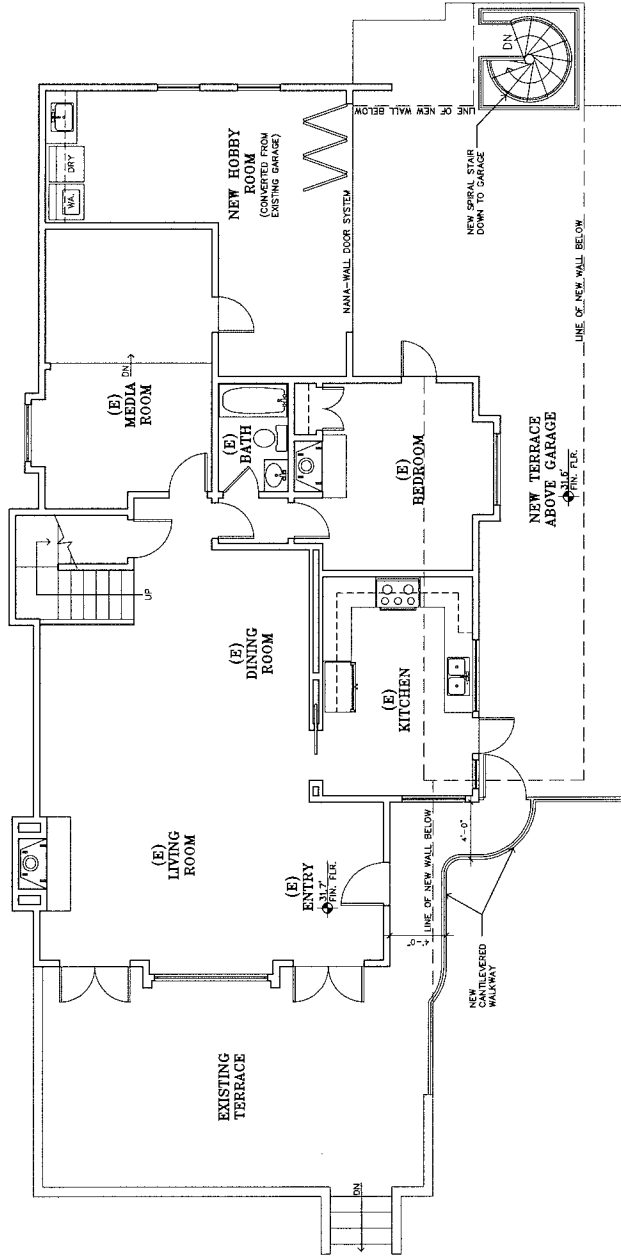 DN
LINE OF NEW WALL BELOW
NEW SPIRAL STAIR
DOWN TO GARAGE
WA.
DRY
NEW HOBBY
ROOM
(CONVERTED FROM
EXISTING GARAGE)
NANA-WALL DOOR SYSTEM
LINE OF NEW WALL BELOW
DN
(E)
MEDIA
ROOM
(E)
BATH
(E)
BEDROOM
NEW TERRACE
ABOVE GARAGE
31.6'
FIN. FLR.
UP
(E)
DINING
ROOM
(E)
KITCHEN
(E)
LIVING
ROOM
(E)
ENTRY
31.7'
FIN. FLR.
4'-0"
LINE OF NEW WALL BELOW
4'-0"
NEW
CANTILEVERED
WALKWAY
EXISTING
TERRACE
DN